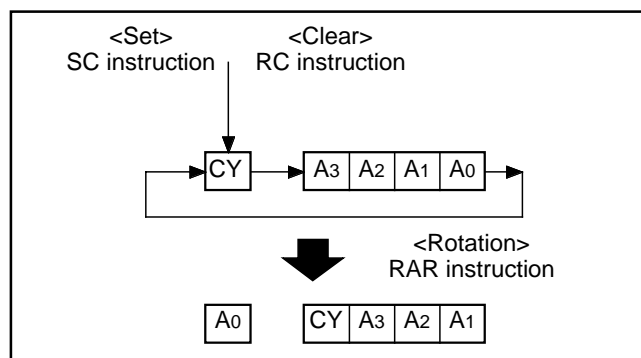 <Set> <Clear>
SC instruction RC instruction
CY A3 A2 A1 A0
<Rotation>
RAR instruction
A0 CY A3 A2 A1